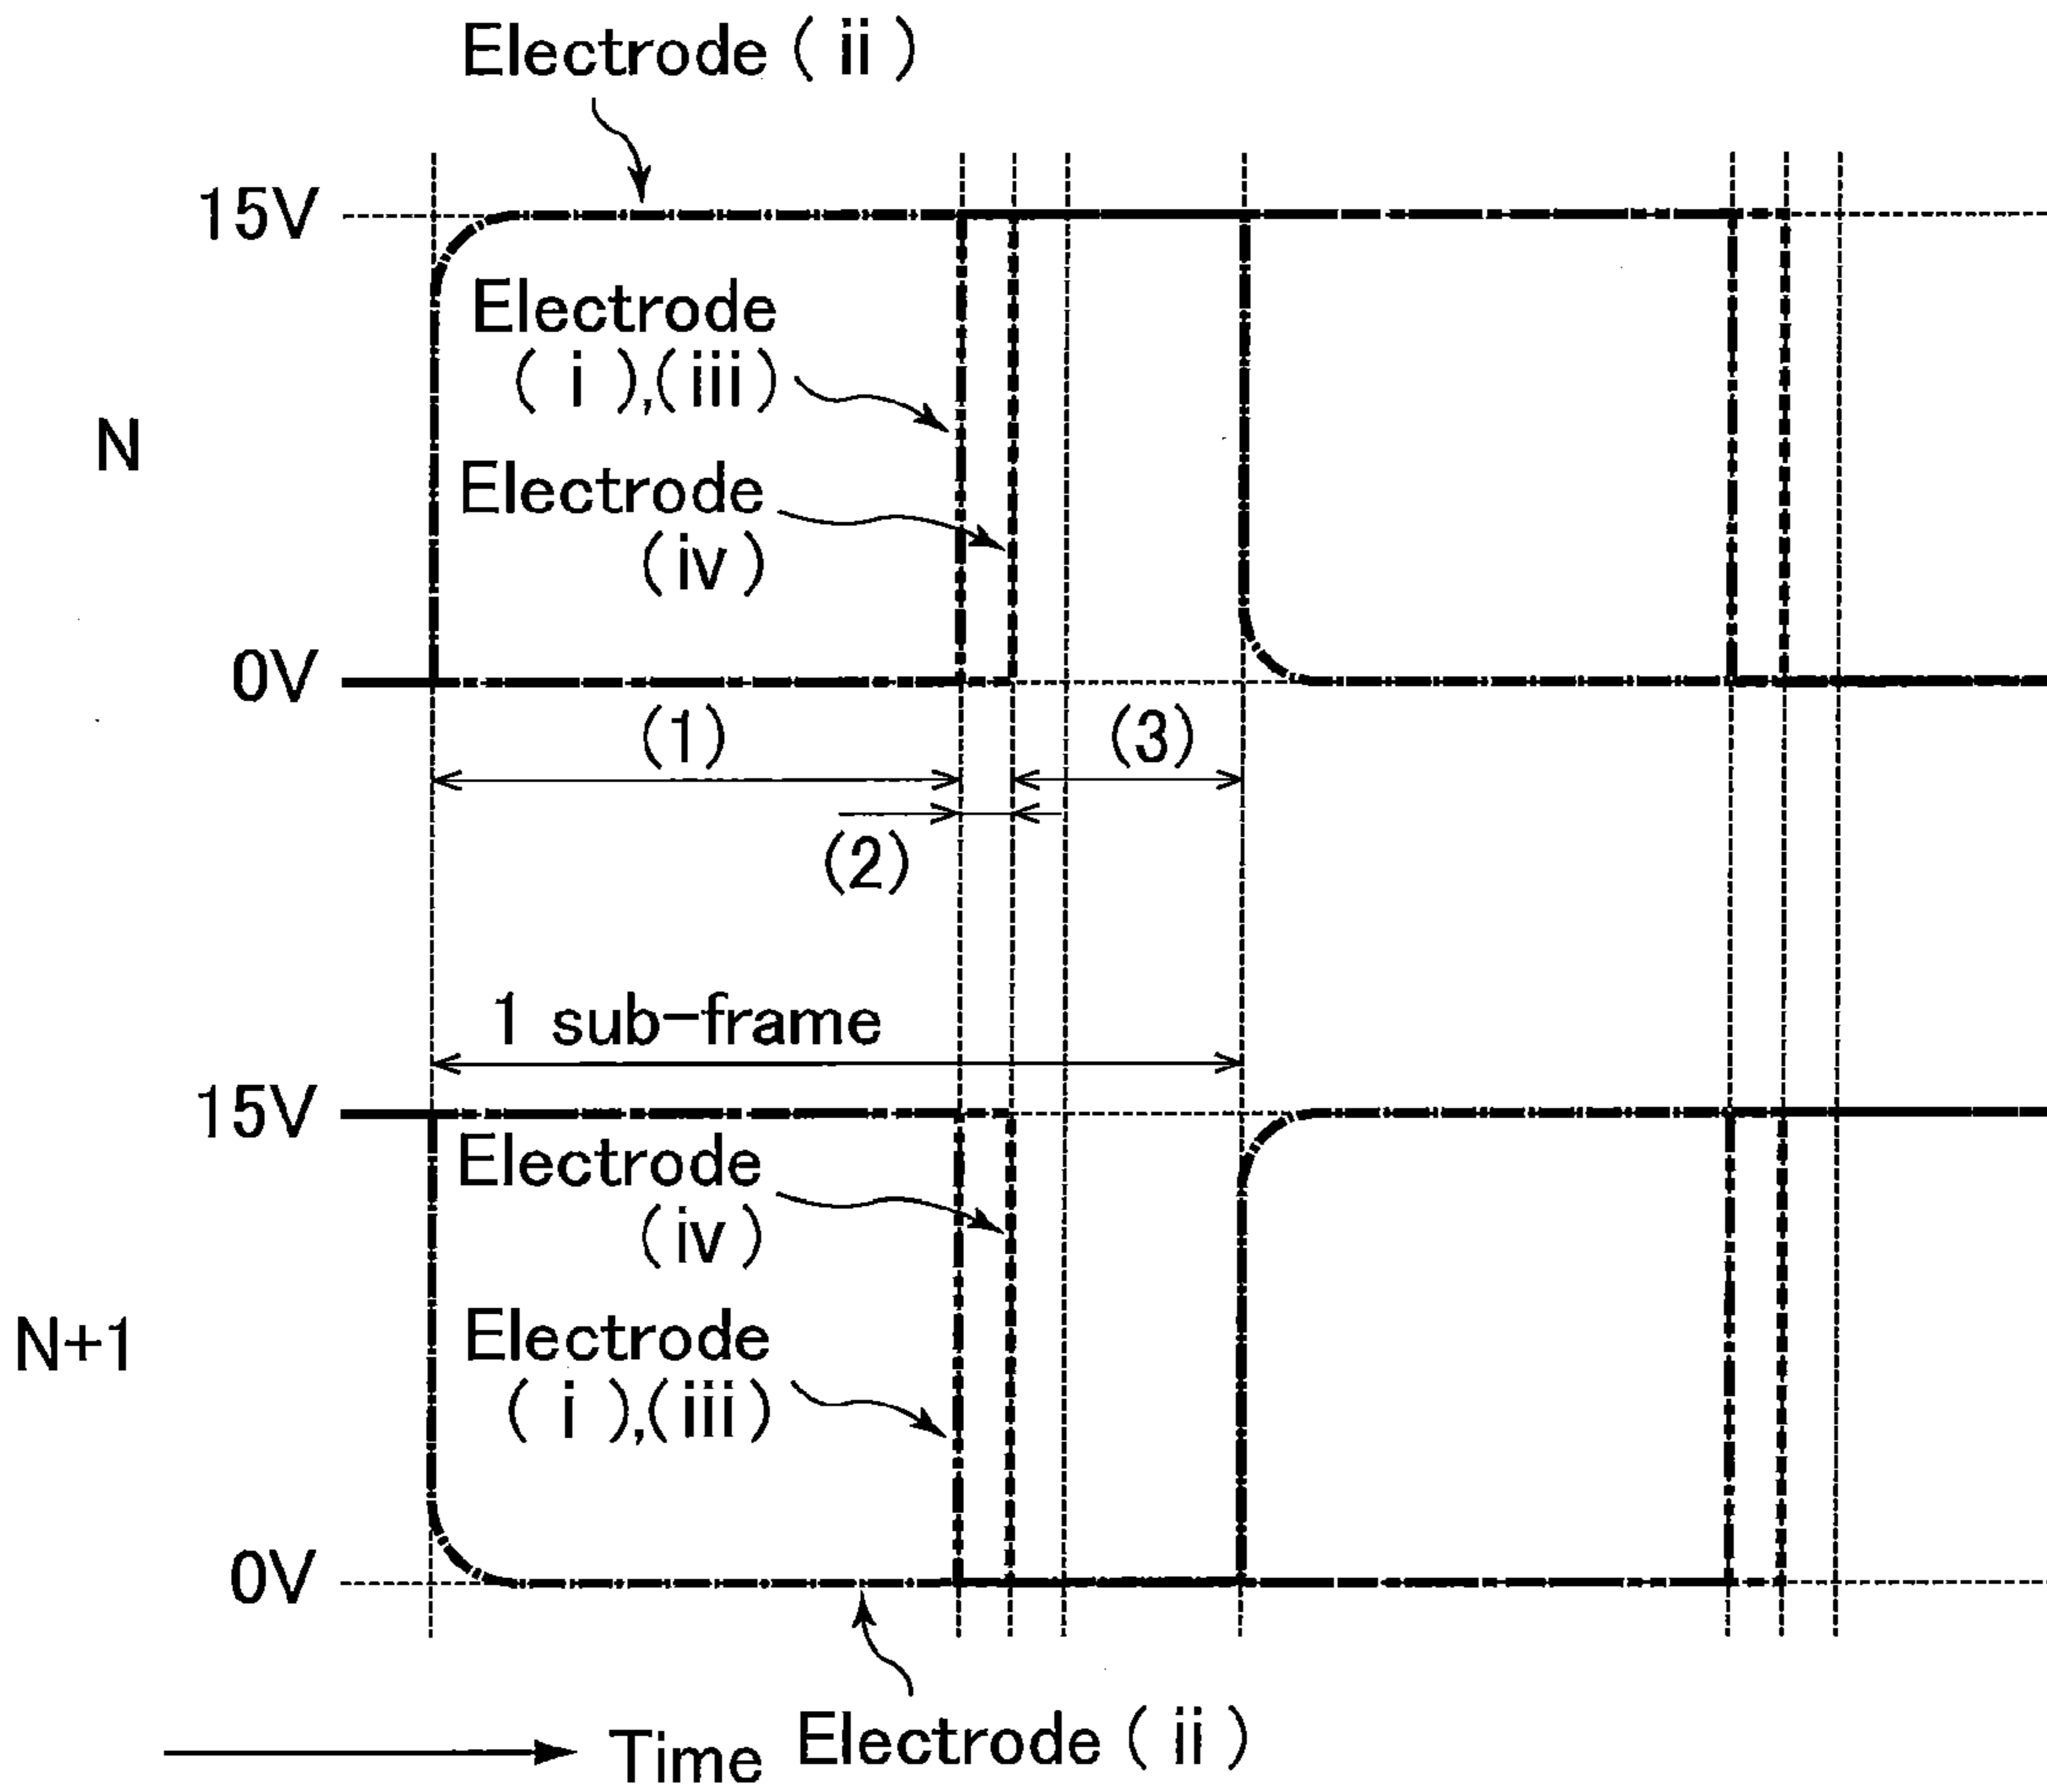 Electrode ( ii )
15V
Electrode
( i ),(iii)
N
Electrode
(iv)
0V
(1)
(3)
(2)
1 sub-frame
15V
Electrode
(iv)
N+1
Electrode
( i ),(iii)
0V
Time
Electrode ( ii )